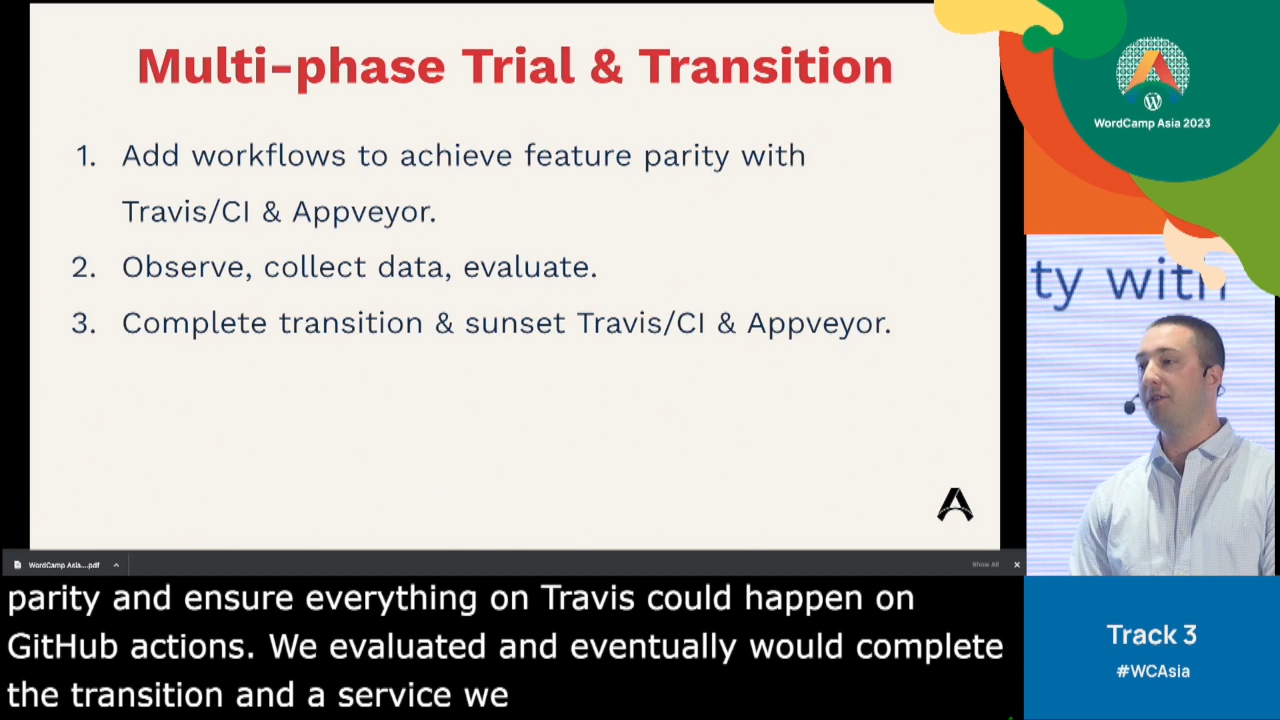 Multi-phase Trial & Transition
1. Add workflows to achieve feature parity with
Travis/CI & Appveyor.
2. Observe, collect data, evaluate.
3. Complete transition & sunset Travis/CI & Appveyor.
WordCamp Asia 2023
ty with
WordCamp Asia...pdf
Show All
parity and ensure everything on Travis could happen on
GitHub actions. We evaluated and eventually would complete
the transition and a service we
Track 3
#WCAsia